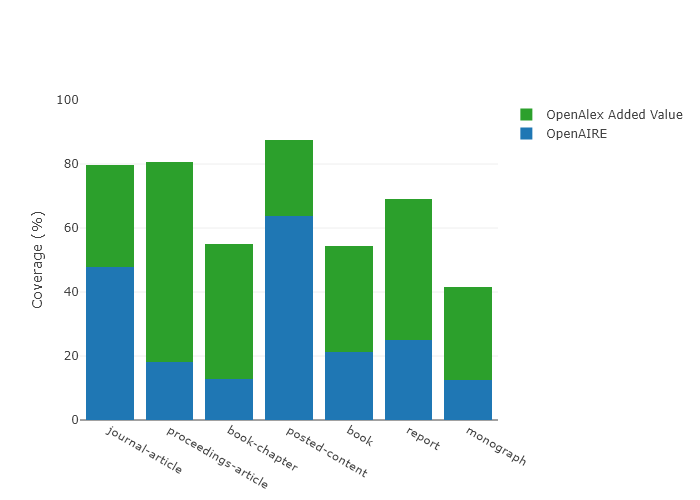 100
80
60
40
20
0
Coverage (%)
journal-article
proceedings-article
book-chapter
posted-content
book
report
monograph
OpenAlex Added Value
OpenAIRE